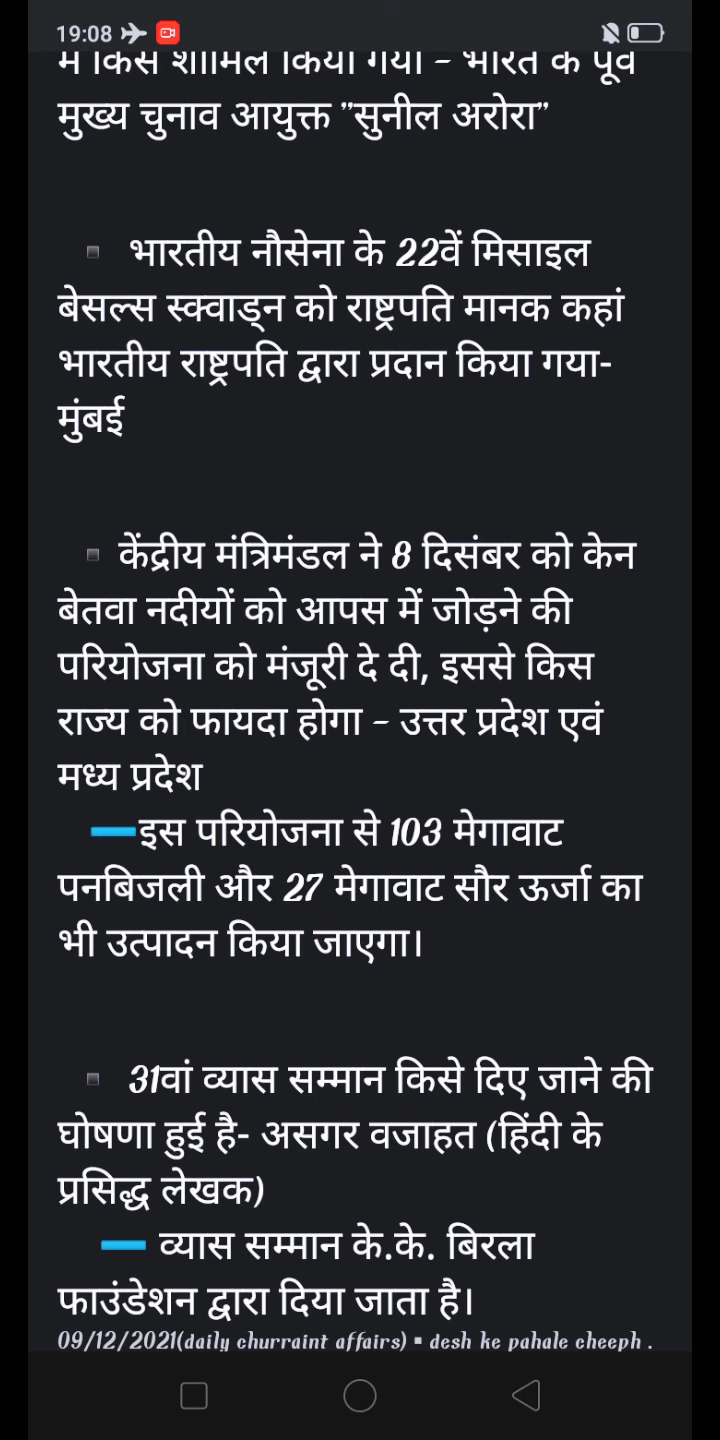 19:08
में किसे शामिल किया गया - भारत के पूर्व
मुख्य चुनाव आयुक्त "सुनील अरोरा"
▪ भारतीय नौसेना के 22वें मिसाइल
बेसल्स स्क्वाड्न को राष्ट्रपति मानक कहां
भारतीय राष्ट्रपति द्वारा प्रदान किया गया-
मुंबई
▪ केंद्रीय मंत्रिमंडल ने 8 दिसंबर को केन
बेतवा नदीयों को आपस में जोड़ने की
परियोजना को मंजूरी दे दी, इससे किस
राज्य को फायदा होगा - उत्तर प्रदेश एवं
मध्य प्रदेश
➖इस परियोजना से 103 मेगावाट
पनबिजली और 27 मेगावाट सौर ऊर्जा का
भी उत्पादन किया जाएगा।
▪ 31वां व्यास सम्मान किसे दिए जाने की
घोषणा हुई है- असगर वजाहत (हिंदी के
प्रसिद्ध लेखक)
➖ व्यास सम्मान के.के. बिरला
फाउंडेशन द्वारा दिया जाता है।
09/12/2021(daily churraint affairs) ▪ desh ke pahale cheeph .